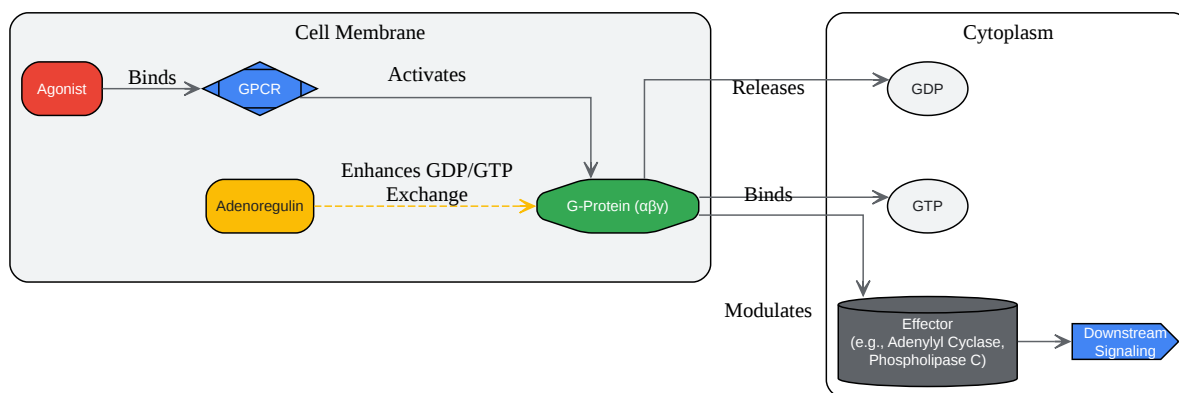 Cell Membrane
Cytoplasm
Agonist
Binds
GPCR
Activates
Releases
GDP
Adenoregulin
Enhances GDP/GTP
Exchange
G-Protein (αβγ)
Binds
GTP
Modulates
Effector
(e.g., Adenylyl Cyclase,
Phospholipase C)
Downstream
Signaling